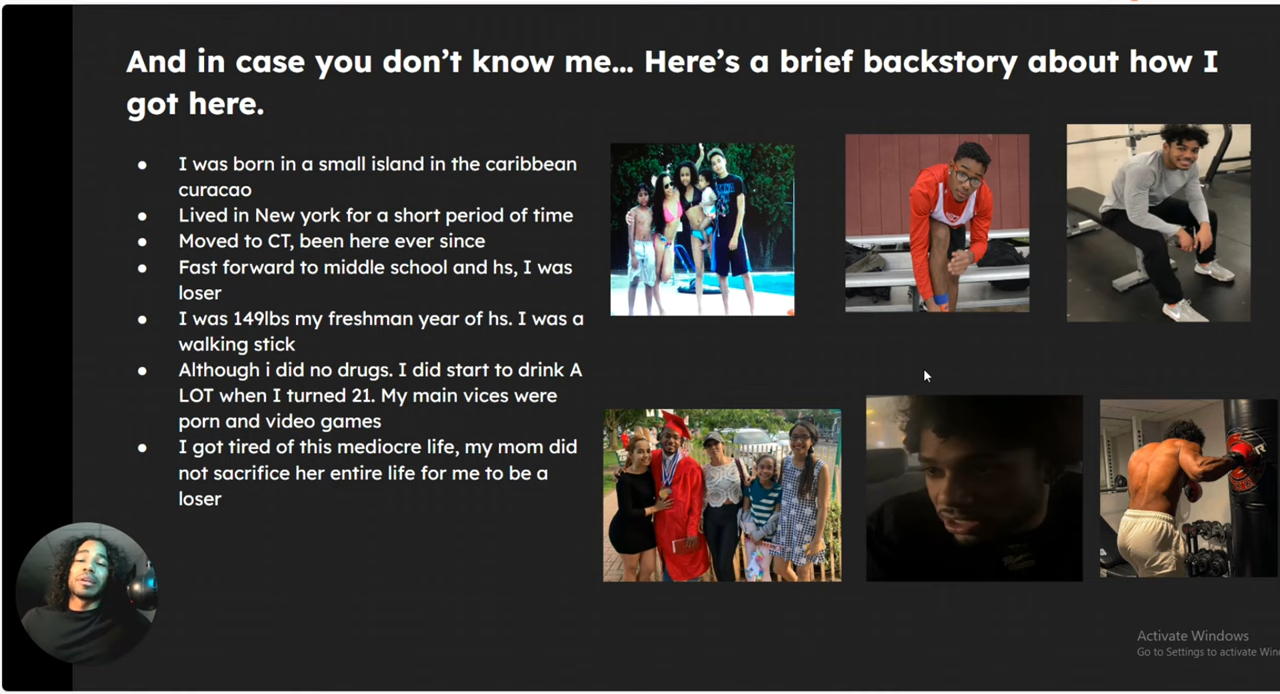 And in case you don't know me... Here's a brief backstory about how I
got here.
● I was born in a small island in the caribbean
curacao
● Lived in New york for a short period of time
● Moved to CT, been here ever since
● Fast forward to middle school and hs, I was
loser
● I was 149lbs my freshman year of hs. I was a
walking stick
● Although i did no drugs. I did start to drink A
LOT when I turned 21. My main vices were
porn and video games
● I got tired of this mediocre life, my mom did
not sacrifice her entire life for me to be a
loser
Activate Windows
Go to Settings to activate Win